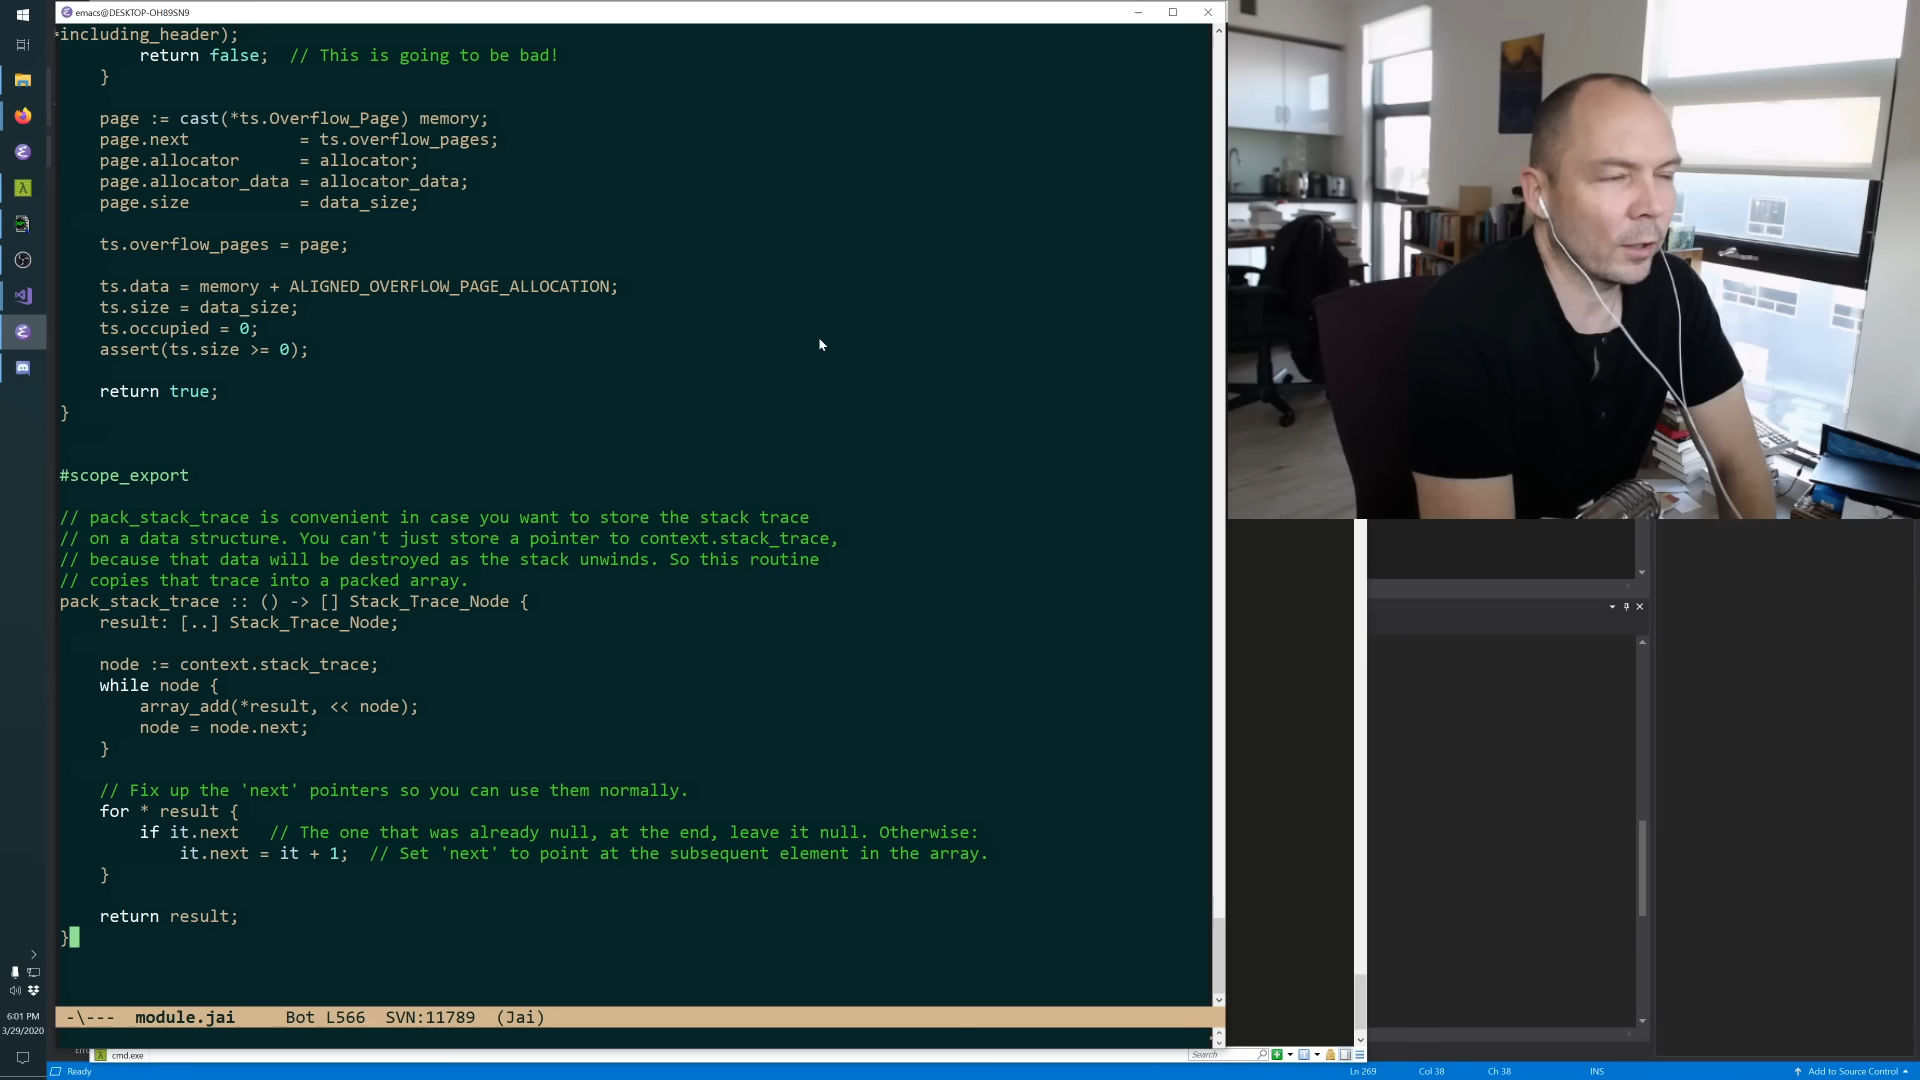 emacs@DESKTOP-OH89SN9
including_header);
return false;  // This is going to be bad!
}
page := cast(*ts.Overflow_Page) memory;
page.next           = ts.overflow_pages;
page.allocator      = allocator;
page.allocator_data = allocator_data;
page.size           = data_size;
ts.overflow_pages = page;
ts.data = memory + ALIGNED_OVERFLOW_PAGE_ALLOCATION;
ts.size = data_size;
ts.occupied = 0;
assert(ts.size >= 0);
return true;
}
#scope_export
// pack_stack_trace is convenient in case you want to store the stack trace
// on a data structure. You can't just store a pointer to context.stack_trace,
// because that data will be destroyed as the stack unwinds. So this routine
// copies that trace into a packed array.
pack_stack_trace :: () -> [] Stack_Trace_Node {
result: [..] Stack_Trace_Node;
node := context.stack_trace;
while node {
array_add(*result, << node);
node = node.next;
}
// Fix up the 'next' pointers so you can use them normally.
for * result {
if it.next   // The one that was already null, at the end, leave it null. Otherwise:
it.next = it + 1;  // Set 'next' to point at the subsequent element in the array.
}
return result;
}
-\---  module.jai     Bot L566  SVN:11789  (Jai)
6:01 PM
3/29/2020
cmd.exe
Search
Ready
Ln 269
Col 38
Ch 38
INS
Add to Source Control